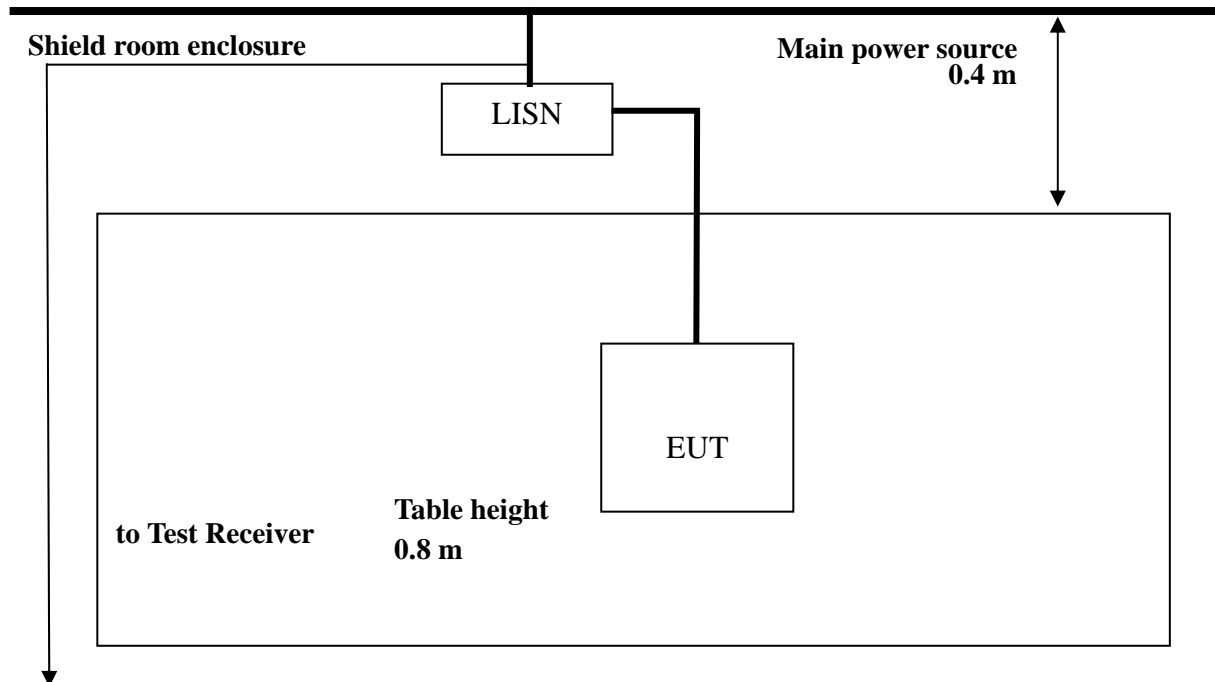 Shield room enclosure
Main power source
0.4 m
LISN
EUT
Table height
0.8 m
to Test Receiver